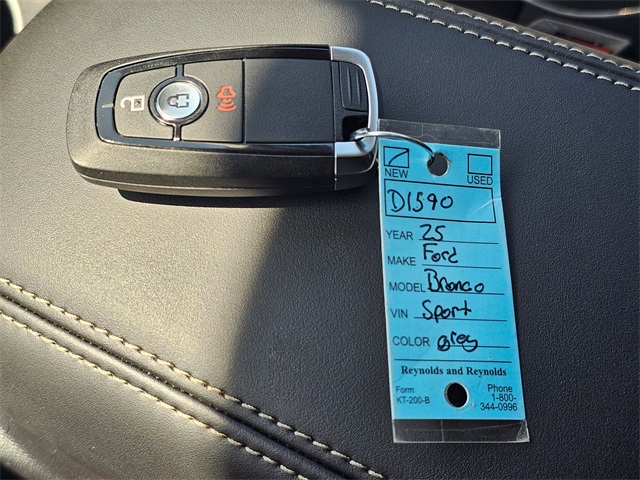 NEW USED
D1590
YEAR 25
MAKE Ford
MODEL Bronco
VIN Sport
COLOR grey
Reynolds and Reynolds
Form
KT-200-B
Phone
1-800-
344-0996